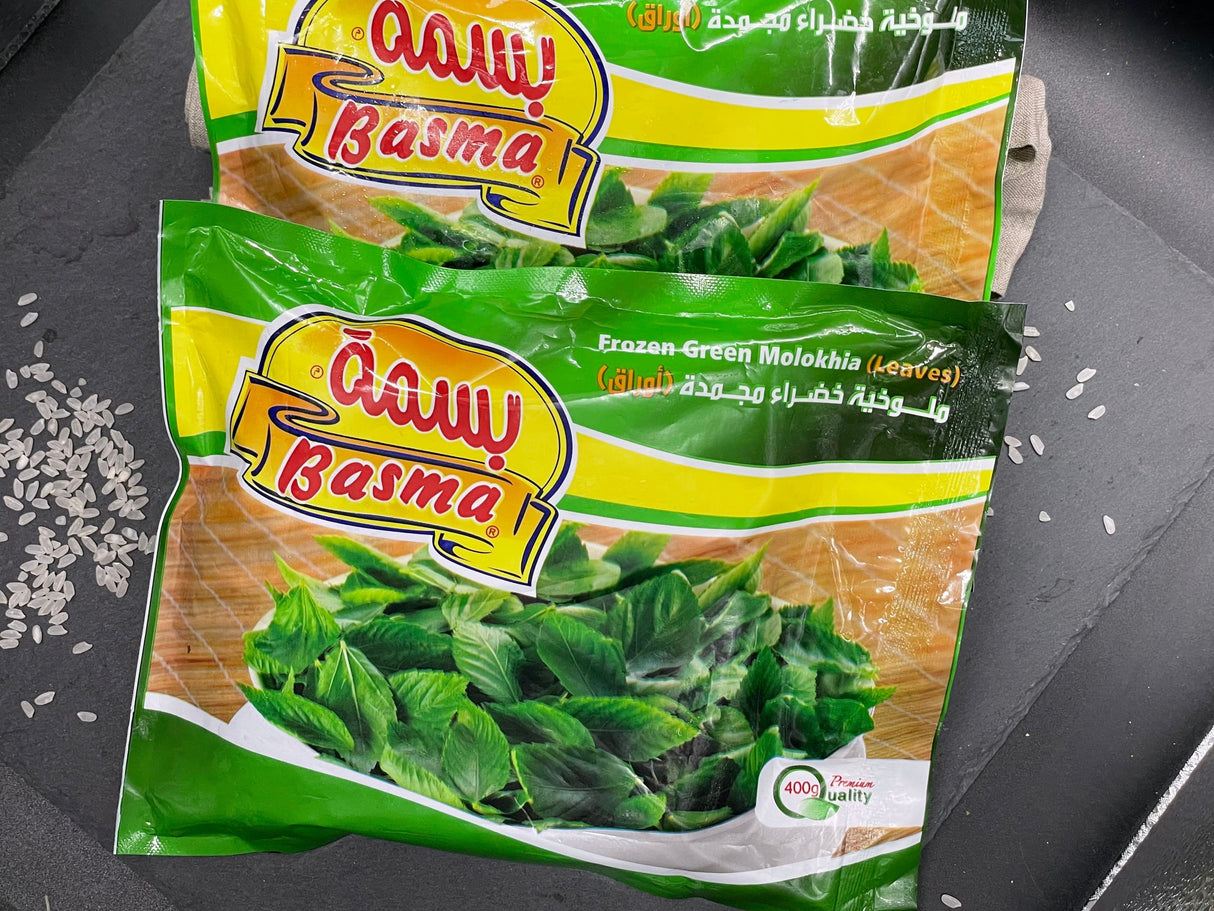 ملوخية خضراء مجمدة (أوراق)
بسمة
م
Basma
®
Frozen Green Molokhia (Leaves)
ملوخية خضراء مجمدة (أوراق)
بسمة
م
Basma
®
400g Premium
Quality